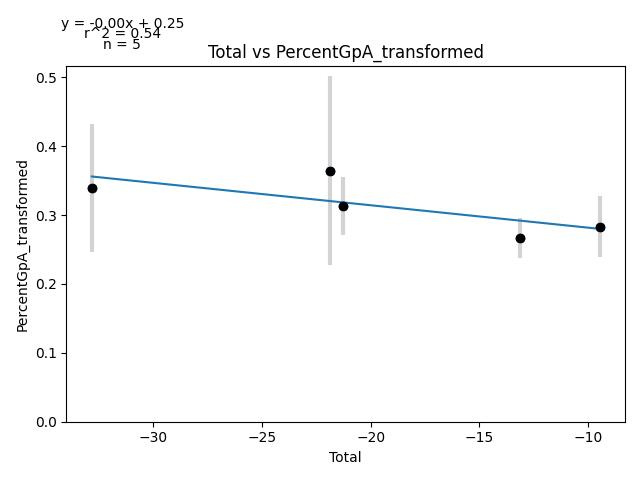 y = -0.00x + 0.25
r^2 = 0.54
n = 5
Total vs PercentGpA_transformed
PercentGpA_transformed
0.5
0.4
0.3
0.2
0.1
0.0
−30
−25
−20
−15
−10
Total